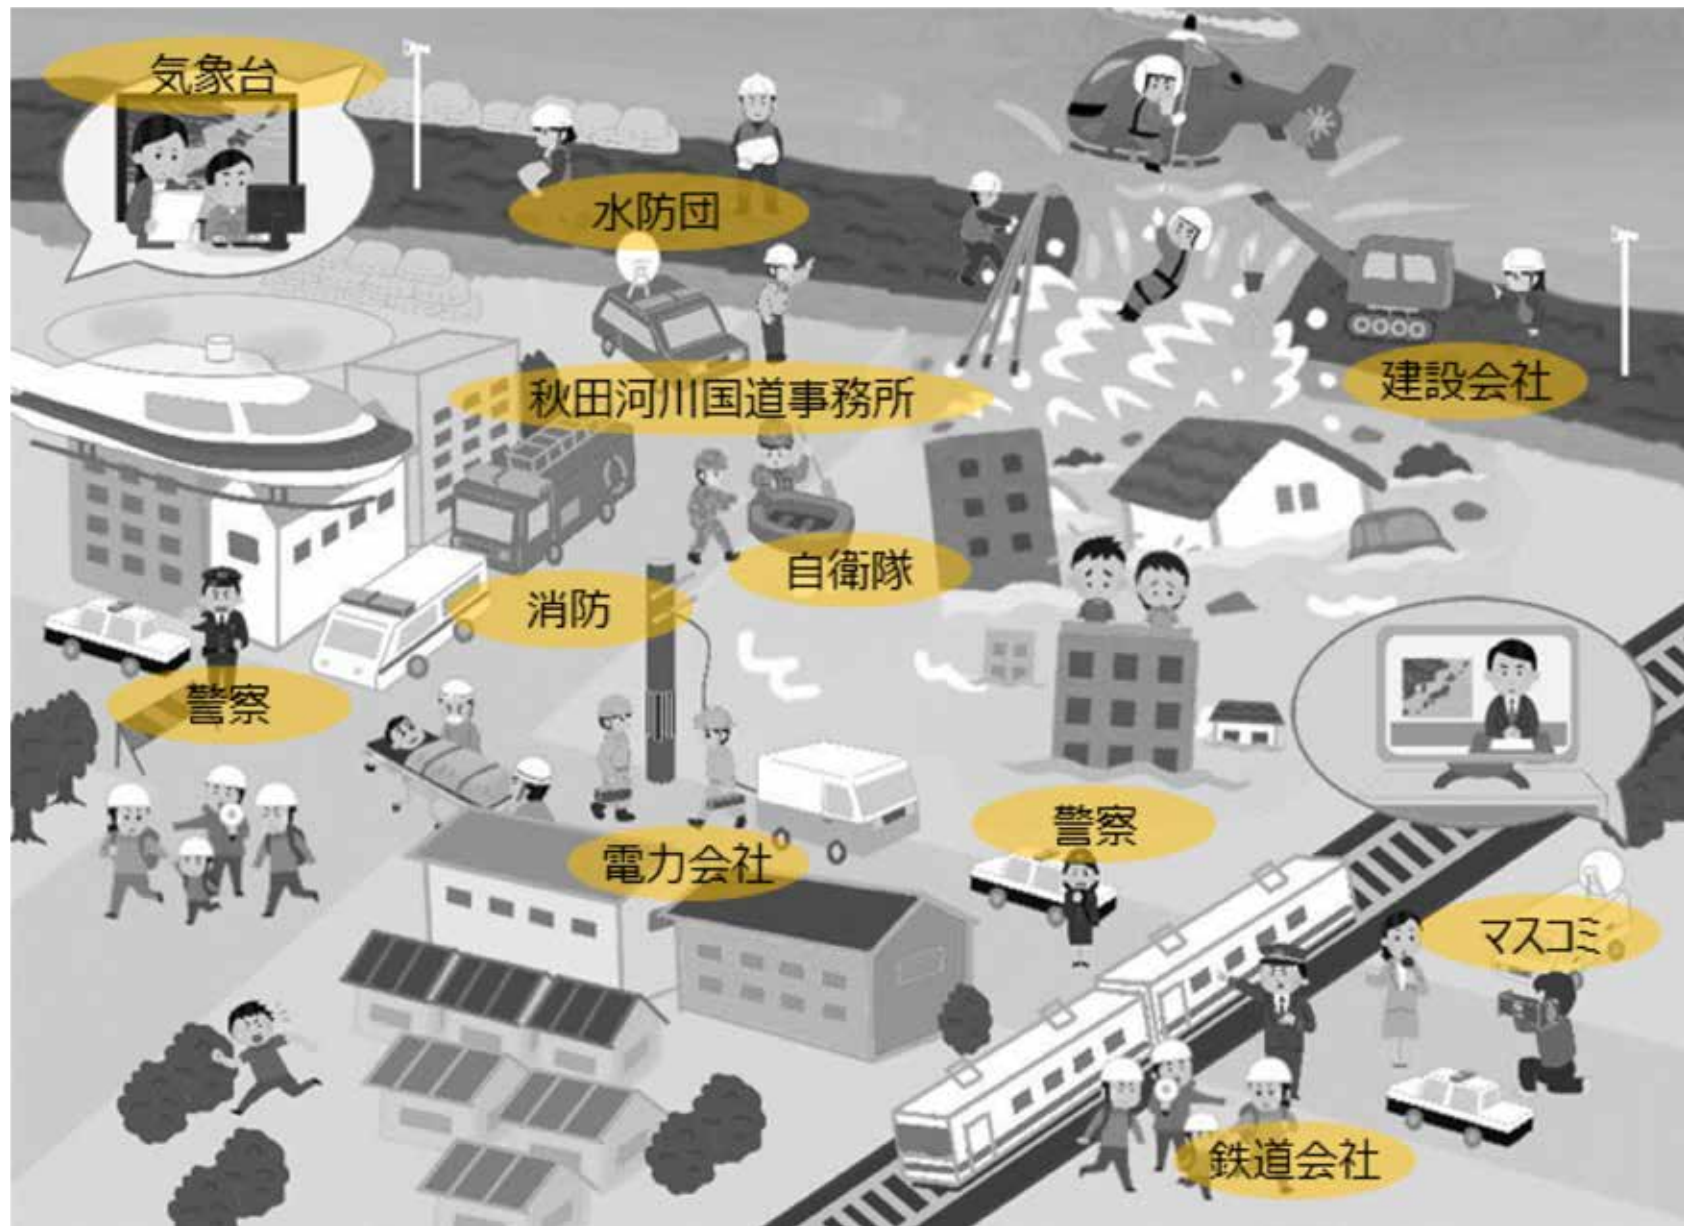 気象台
水防団
秋田河川国道事務所
建設会社
自衛隊
消防
警察
警察
電力会社
マスコミ
鉄道会社